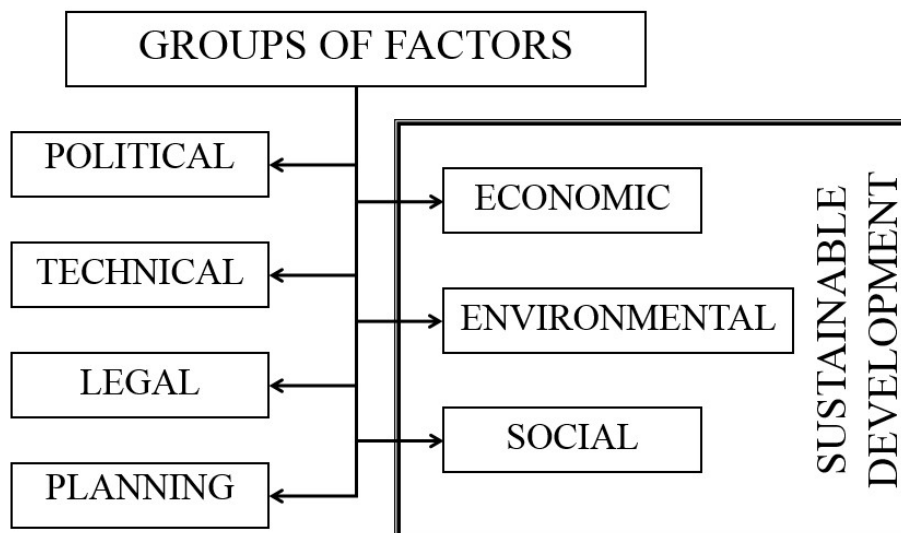 GROUPS OF FACTORS
POLITICAL
TECHNICAL
LEGAL
PLANNING
ECONOMIC
ENVIRONMENTAL
SOCIAL
SUSTAINABLE
DEVELOPMENT